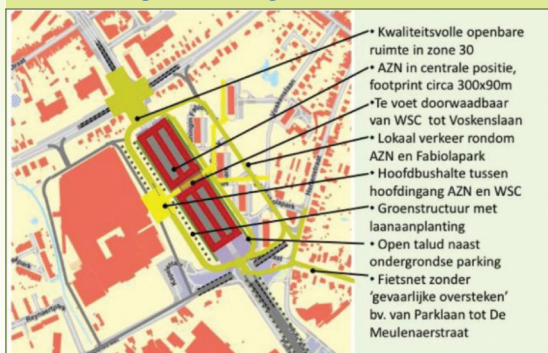 • Kwaliteitsvolle openbare
ruimte in zone 30
• AZN in centrale positie,
footprint circa 300x90m
•Te voet doorwaadbaar
van WSC tot Voskenslaan
• Lokaal verkeer rondom
AZN en Fabiolapark
• Hoofdbushalte tussen
hoofdingang AZN en WSC
• Groenstructuur met
laanaanplanting
• Open talud naast
ondergrondse parking
• Fietsnet zonder
‘gevaarlijke oversteken’
bv. van Parklaan tot De
Meulenaerstraat